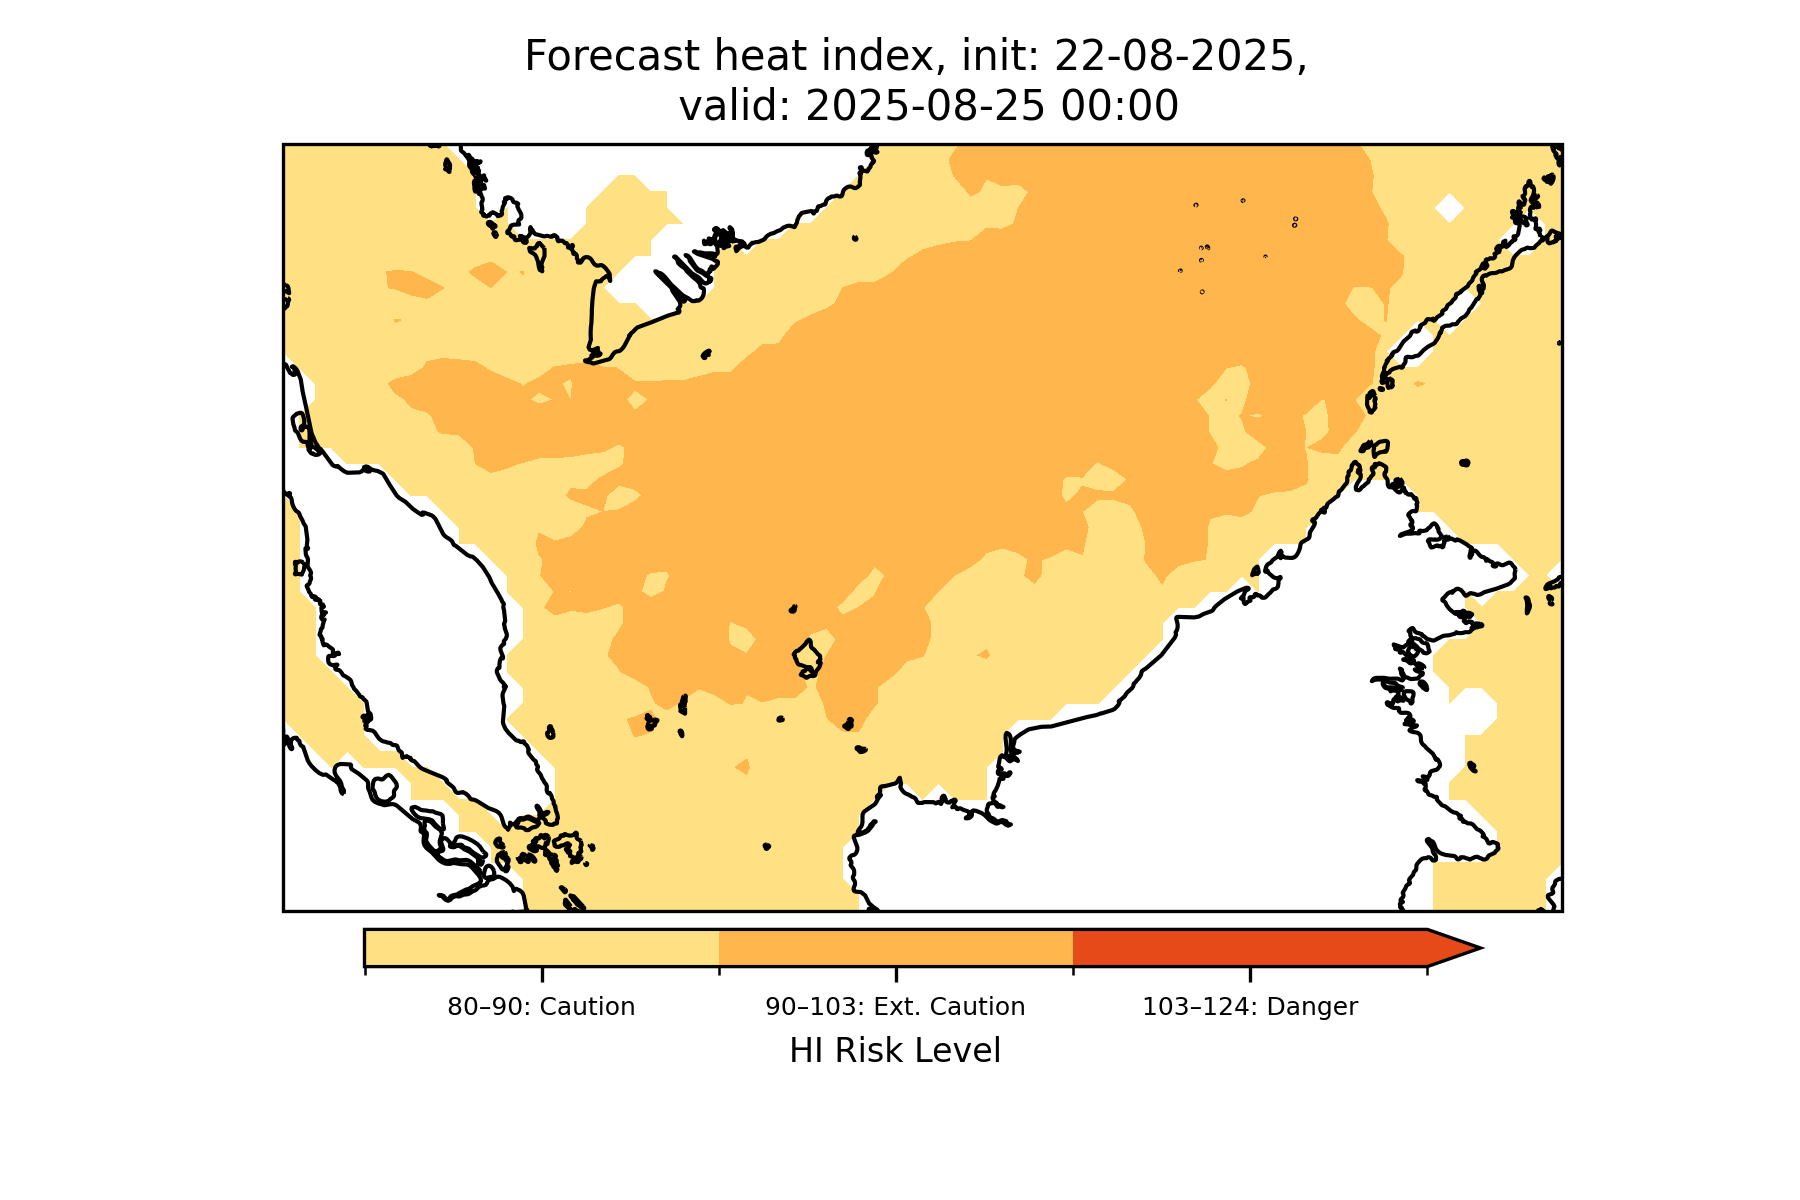 Forecast heat index, init: 22-08-2025,
valid: 2025-08-25 00:00
80–90: Caution
90–103: Ext. Caution
103–124: Danger
HI Risk Level